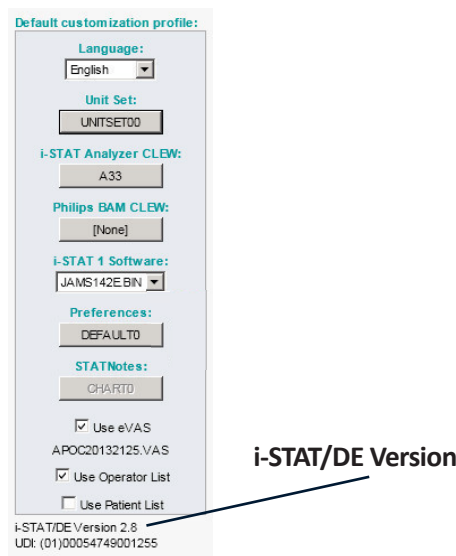 Default customization profile:
Language:
English
Unit Set:
UNITSET00
i-STAT Analyzer CLEW:
A33
Philips BAM CLEW:
[None]
i-STAT 1 Software:
JAMS142E.BIN
Preferences:
DEFAULT0
STATNotes:
CHART0
Use eVAS
APOC20132125.VAS
Use Operator List
Use Patient List
i-STAT/DE Version 2.8
UDI: (01)00054749001255
i-STAT/DE Version